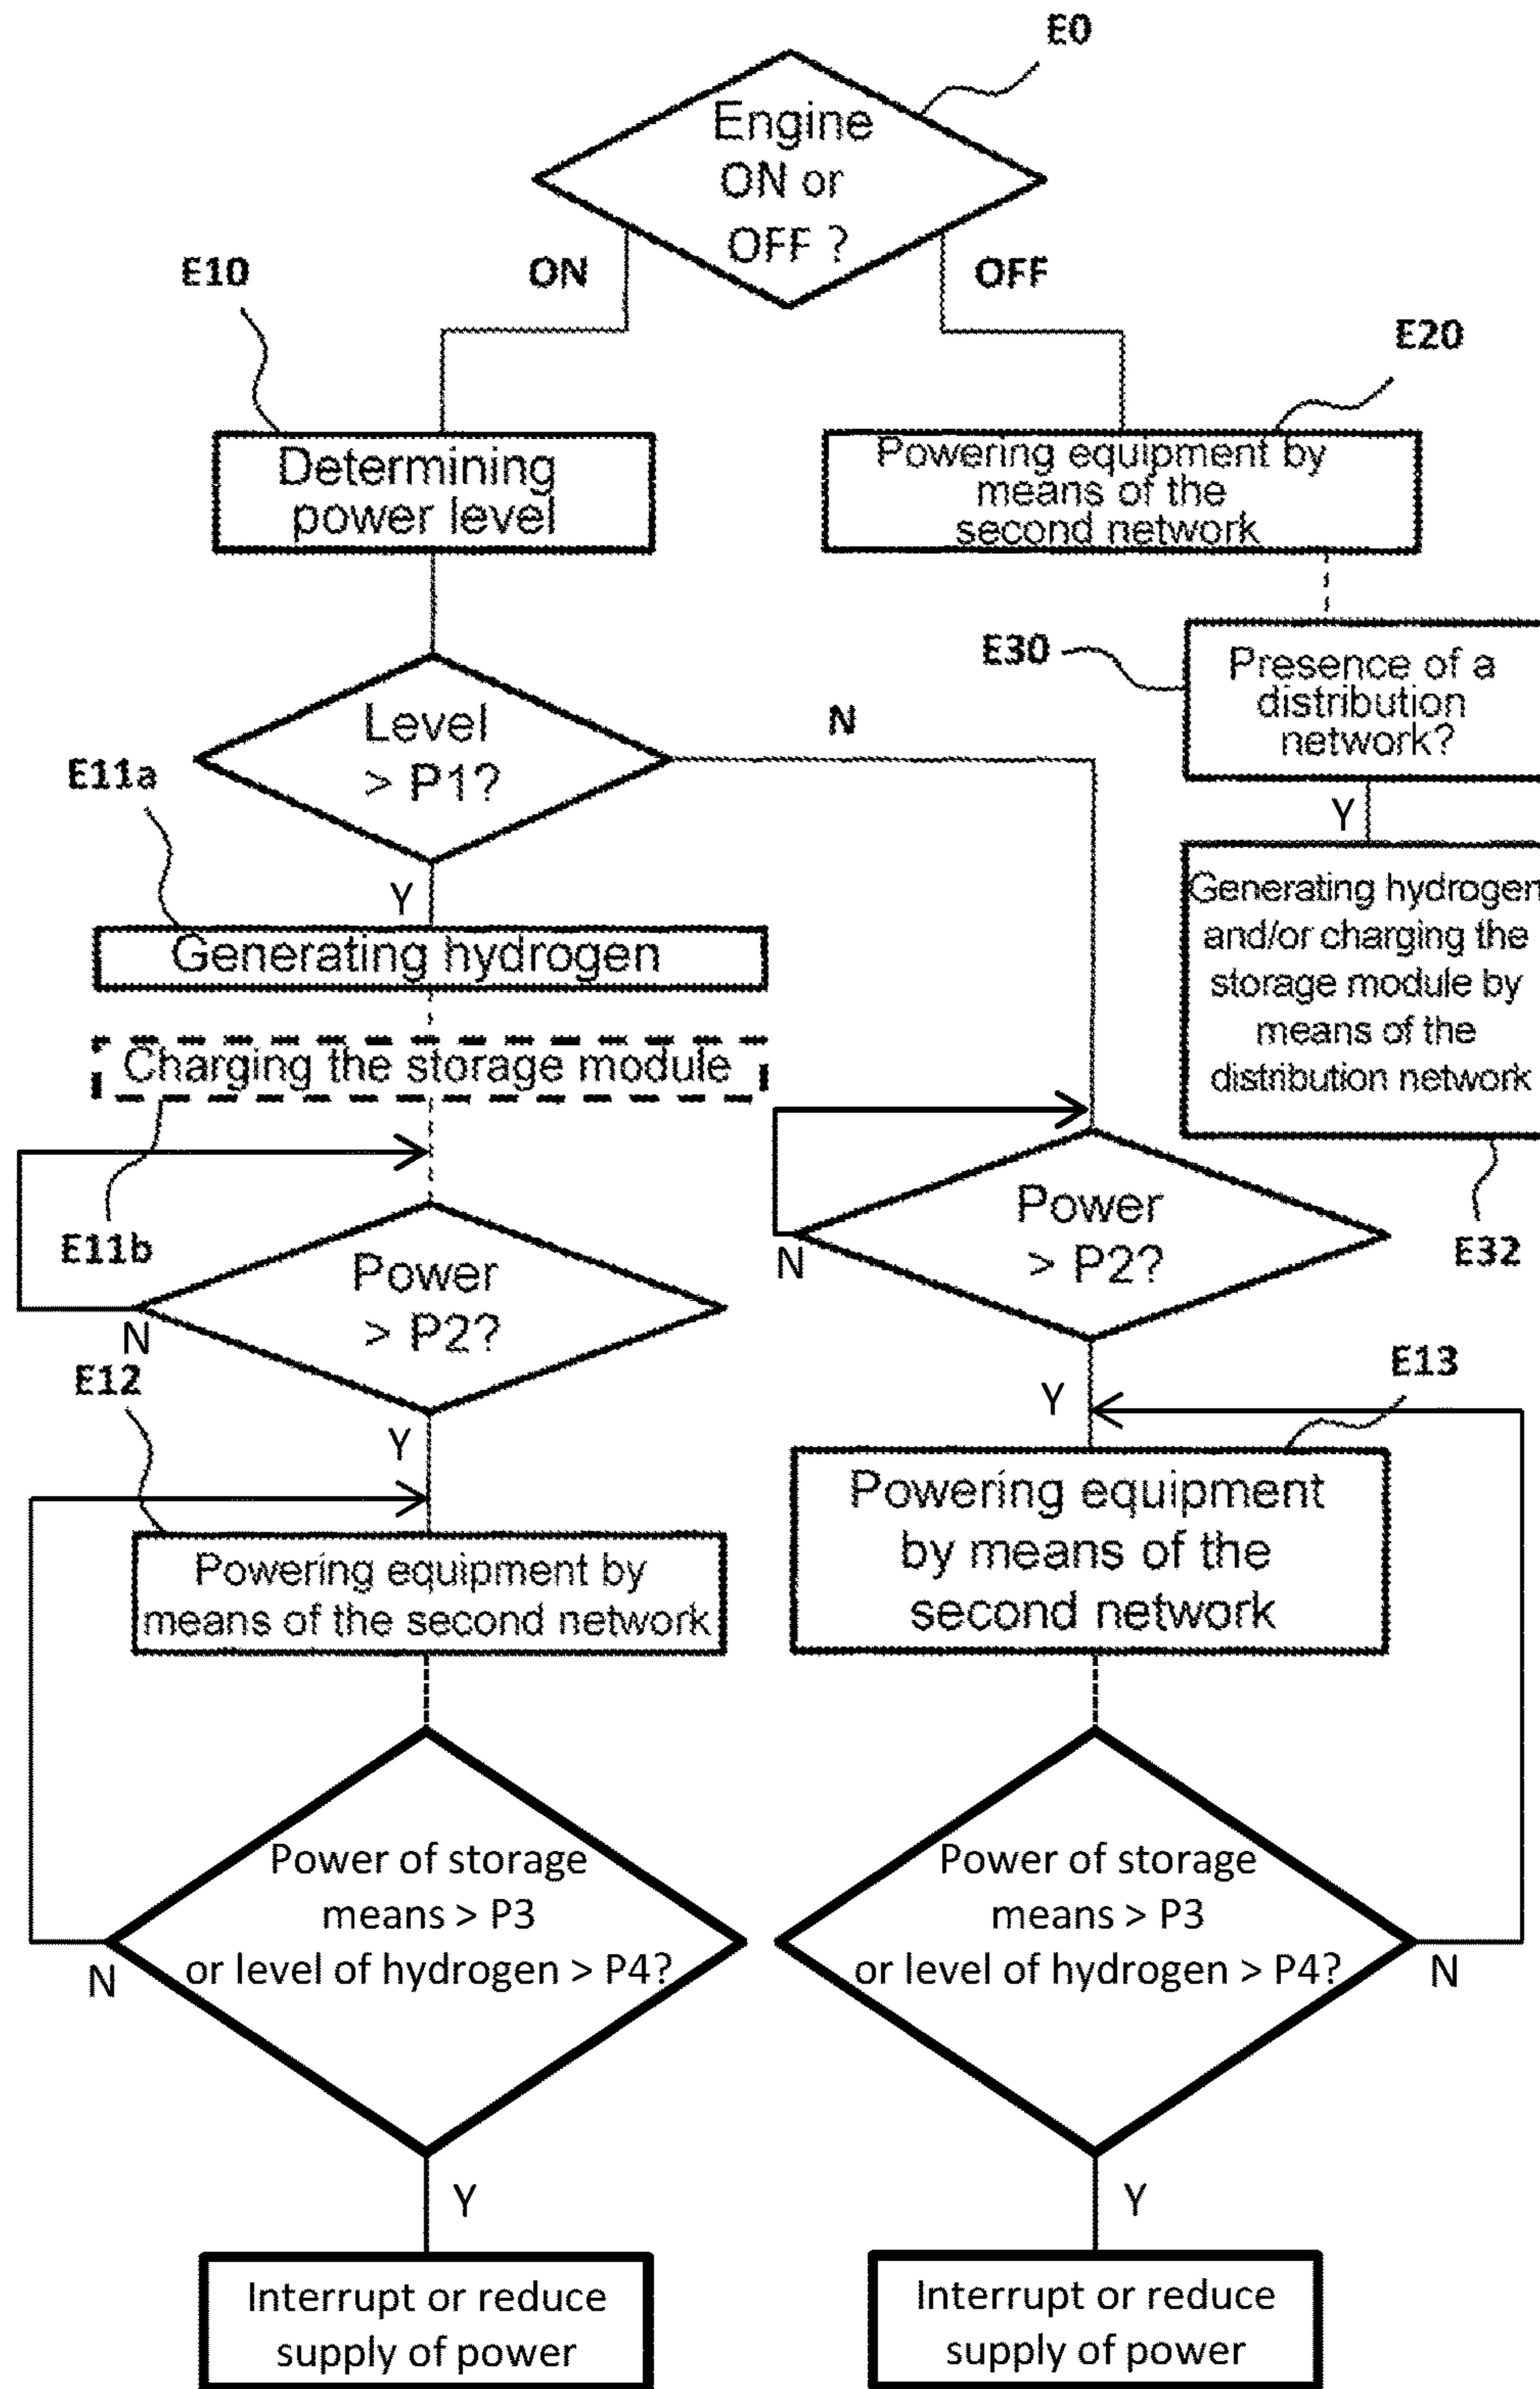 E0
Engine
ON or
OFF ?
E10
ON
OFF
E20
Determining
power level
Powering equipment by
means of the
second network
E30
Presence of a
distribution
network?
Level
> P1?
N
E11a
Y
Y
Generating hydrogen
Generating hydrogen
and/or charging the
storage module by
means of the
distribution network
Charging the storage module
E11b
Power
> P2?
N
E32
Power
> P2?
N
E12
Y
E13
Y
Powering equipment
by means of the
second network
Powering equipment by
means of the second network
Power of storage
means > P3
or level of hydrogen > P4?
N
Power of storage
means > P3
or level of hydrogen > P4?
N
Y
Y
Interrupt or reduce
supply of power
Interrupt or reduce
supply of power